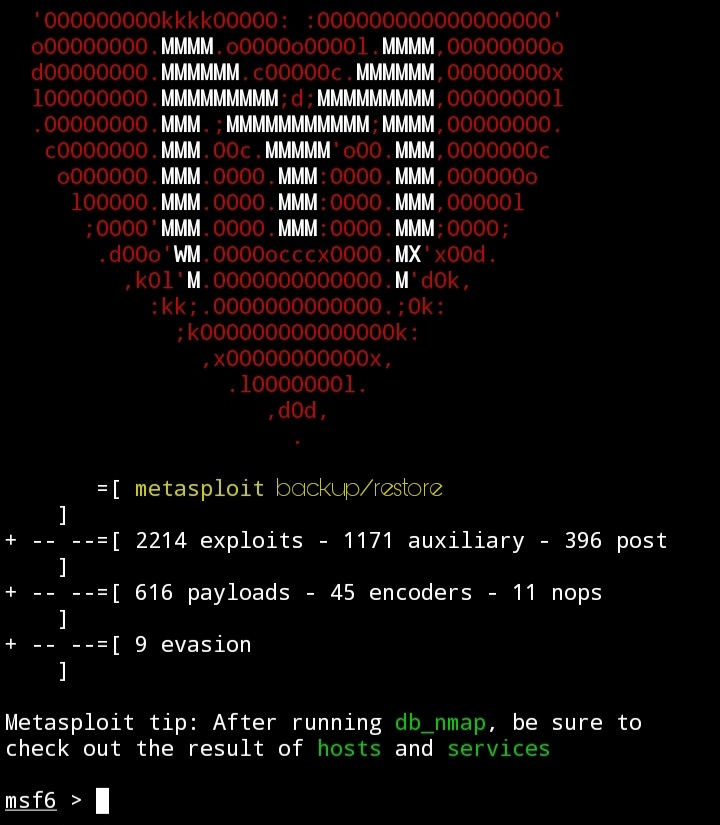 'OOOOOOOOOkkkkOOOOO: :OOOOOOOOOOOOOOOOOO'
oOOOOOOOO.MMMM.oOOOOoOOOOl.MMMM,OOOOOOOOo
dOOOOOOOO.MMMMMM.cOOOOOc.MMMMMM,OOOOOOOOx
lOOOOOOOO.MMMMMMMMM;d;MMMMMMMMM,OOOOOOOOl
.OOOOOOOO.MMM.;MMMMMMMMMMM;MMMM,OOOOOOOO.
cOOOOOOO.MMM.OOc.MMMMM'oOO.MMM,OOOOOOOc
oOOOOOO.MMM.OOOO.MMM:OOOO.MMM,OOOOOOo
lOOOOO.MMM.OOOO.MMM:OOOO.MMM,OOOOOl
;OOOO'MMM.OOOO.MMM:OOOO.MMM;OOOO;
.dOOo'WM.OOOOocccxOOOO.MX'xOOd.
,kOl'M.OOOOOOOOOOOOO.M'dOk,
:kk;.OOOOOOOOOOOOO.;Ok:
;kOOOOOOOOOOOOOOOk:
,xOOOOOOOOOOOx,
.lOOOOOOOl.
,dOd,
.
=[ metasploit backup/restore
]
+ -- --=[ 2214 exploits - 1171 auxiliary - 396 post
]
+ -- --=[ 616 payloads - 45 encoders - 11 nops
]
+ -- --=[ 9 evasion
]
Metasploit tip: After running db_nmap, be sure to
check out the result of hosts and services
msf6 >